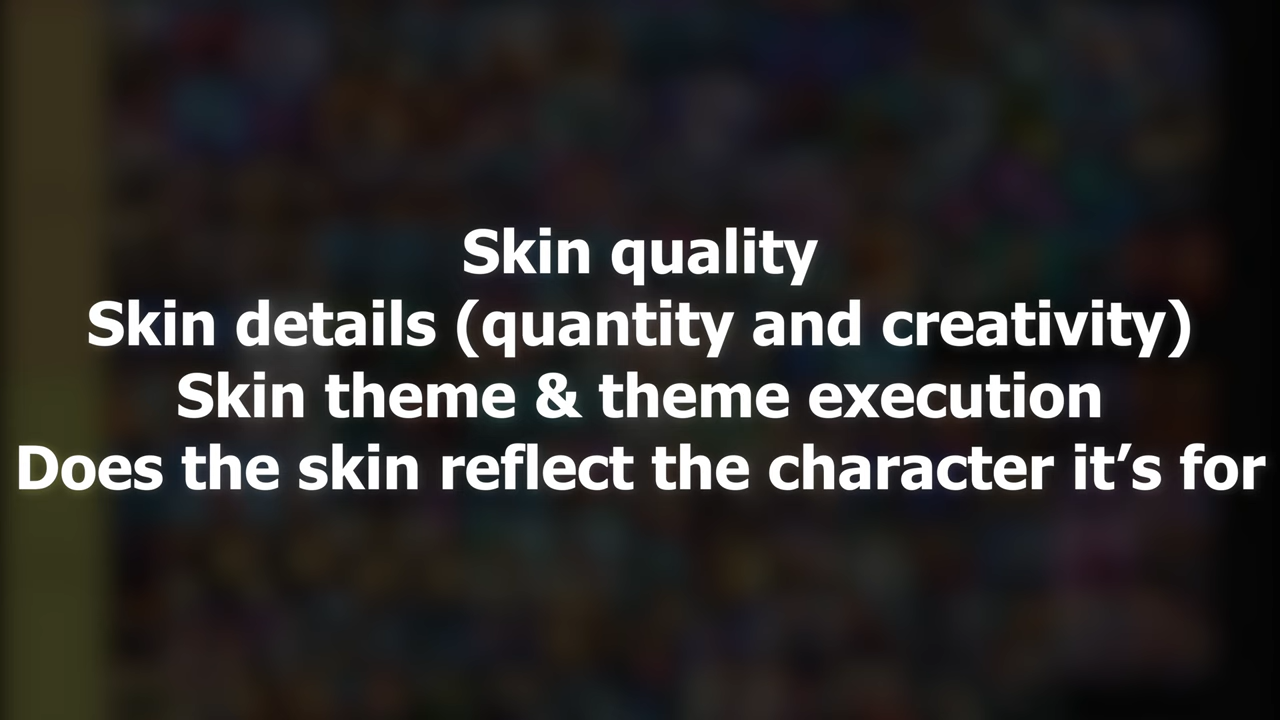 Skin quality
Skin details (quantity and creativity)
Skin theme & theme execution
Does the skin reflect the character it’s for